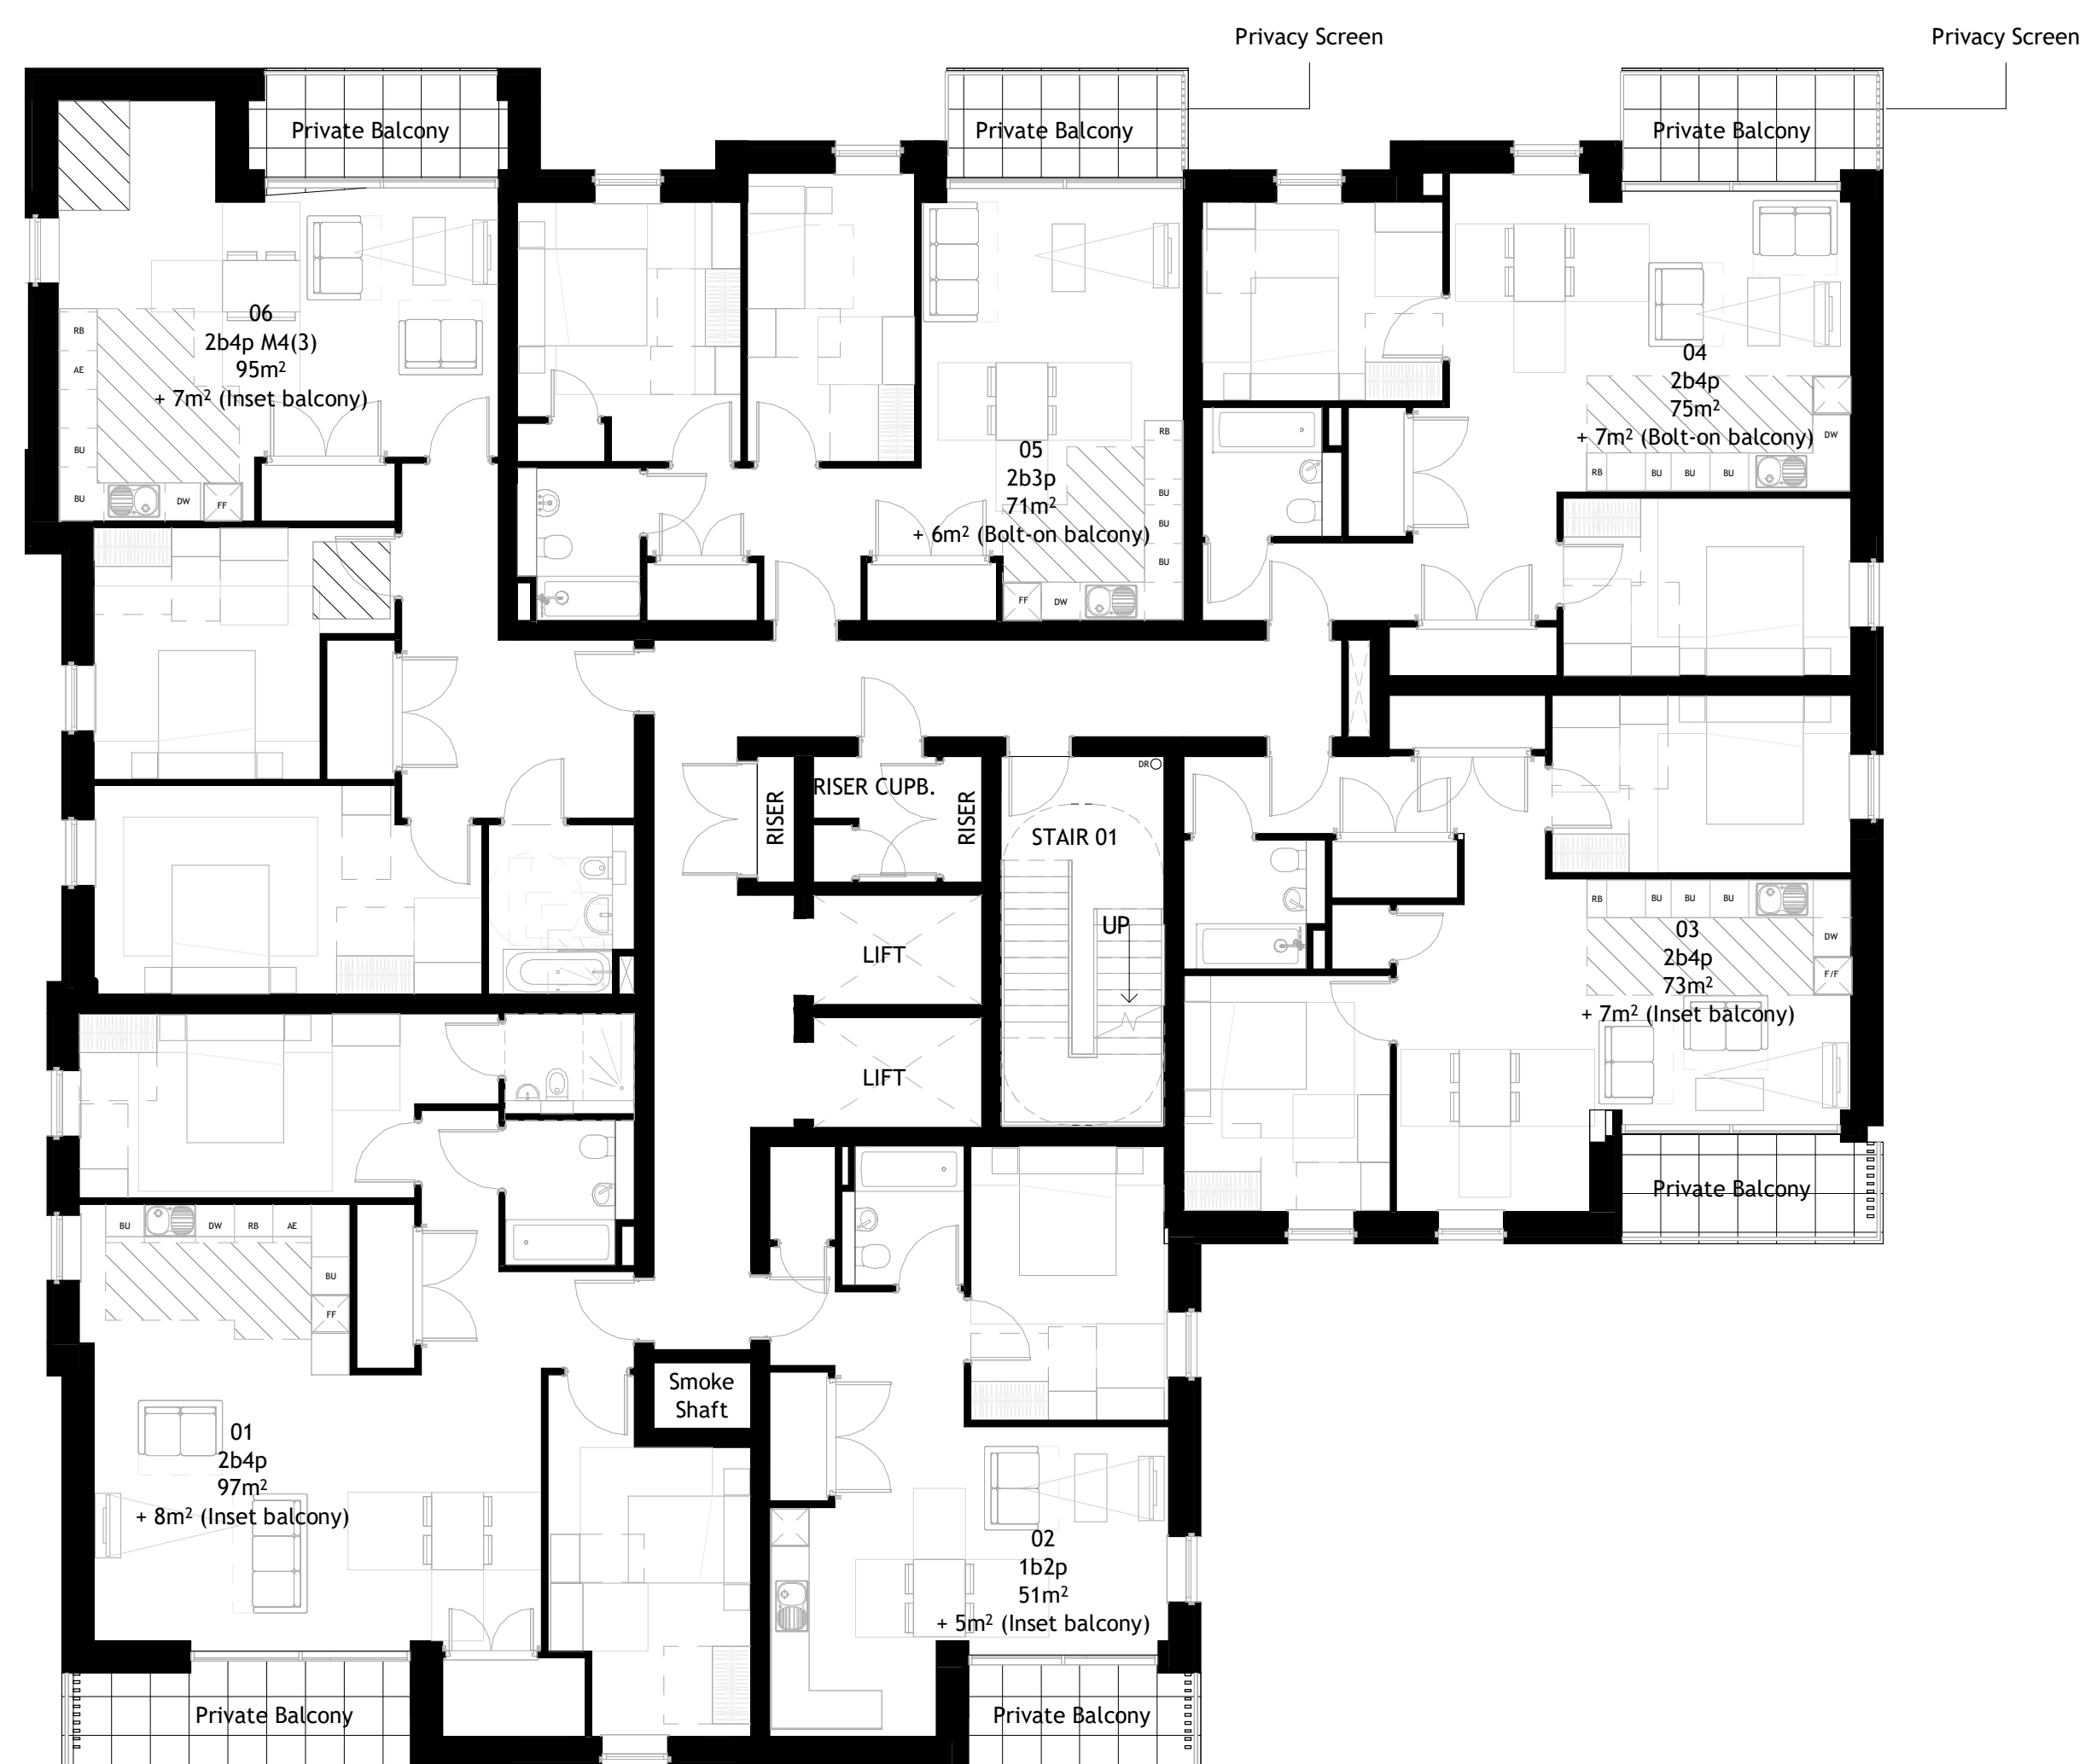 Privacy Screen
Privacy Screen
Private Balcony
Private Balcony
Private Balcony
06
2b4p M4(3)
95m²
+ 7m² (Inset balcony)
RB
AE
BU
BU
DW
FF
05
2b3p
71m²
+ 6m² (Bolt-on balcony)
RB
BU
BU
BU
FF
DW
04
2b4p
75m²
+ 7m² (Bolt-on balcony)
DW
RB
BU
BU
BU
RISER
RISER CUPB.
RISER
DR
STAIR 01
UP
LIFT
LIFT
RB
BU
BU
BU
DW
F/F
03
2b4p
73m²
+ 7m² (Inset balcony)
Private Balcony
BU
DW
RB
AE
BU
FF
Smoke
Shaft
01
2b4p
97m²
+ 8m² (Inset balcony)
02
1b2p
51m²
+ 5m² (Inset balcony)
Private Balcony
Private Balcony